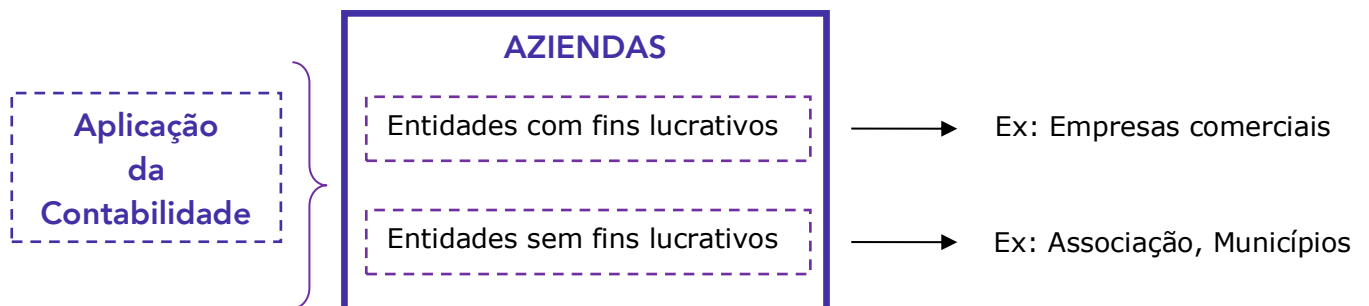 AZIENDAS
Aplicação
da
Contabilidade
Entidades com fins lucrativos
Ex: Empresas comerciais
Entidades sem fins lucrativos
Ex: Associação, Municípios